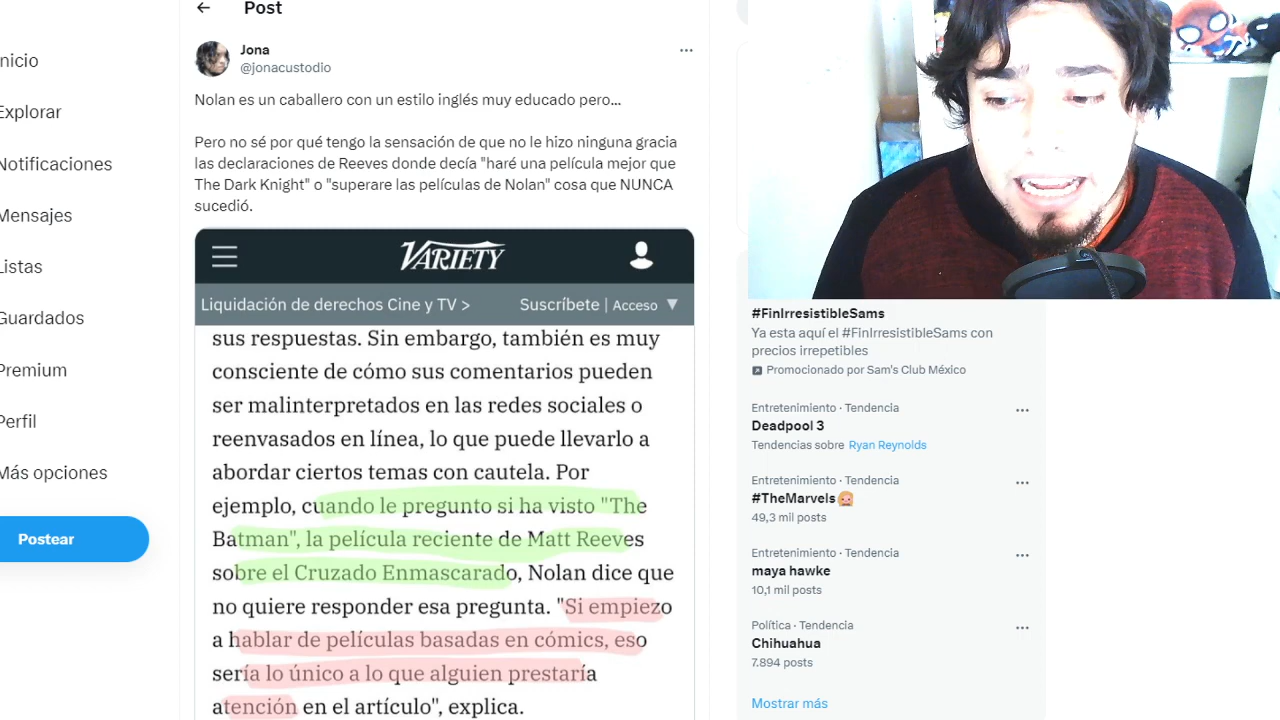 Post
nicio
Explorar
Notificaciones
Mensajes
Listas
Guardados
Premium
Perfil
Más opciones
Postear
Jona
@jonacustodio
Nolan es un caballero con un estilo inglés muy educado pero...
Pero no sé por qué tengo la sensación de que no le hizo ninguna gracia
las declaraciones de Reeves donde decía "haré una película mejor que
The Dark Knight" o "superare las películas de Nolan" cosa que NUNCA
sucedió.
VARIETY
Liquidación de derechos Cine y TV >
Suscríbete | Acceso
sus respuestas. Sin embargo, también es muy
consciente de cómo sus comentarios pueden
ser malinterpretados en las redes sociales o
reenvasados en línea, lo que puede llevarlo a
abordar ciertos temas con cautela. Por
ejemplo, cuando le pregunto si ha visto "The
Batman", la película reciente de Matt Reeves
sobre el Cruzado Enmascarado, Nolan dice que
no quiere responder esa pregunta. "Si empiezo
a hablar de películas basadas en cómics, eso
sería lo único a lo que alguien prestaría
atención en el artículo", explica.
#FinIrresistibleSams
Ya esta aquí el #FinIrresistibleSams con
precios irrepetibles
Promocionado por Sam's Club México
Entretenimiento · Tendencia
Deadpool 3
Tendencias sobre Ryan Reynolds
Entretenimiento · Tendencia
#TheMarvels
49,3 mil posts
Entretenimiento · Tendencia
maya hawke
10,1 mil posts
Política · Tendencia
Chihuahua
7.894 posts
Mostrar más